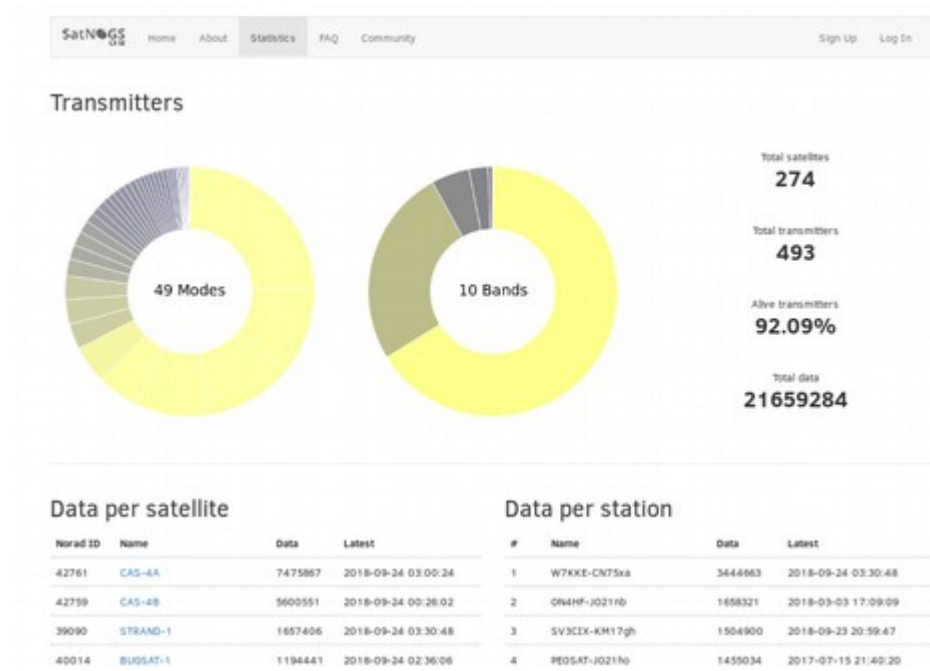 SatNOGS Home About Statistics FAQ Community Sign Up Log In
Transmitters
49 Modes
10 Bands
Total satellites
274
Total transmitters
493
Alive transmitters
92.09%
Total data
21659284
Data per satellite
Norad ID Name Data Latest
42761 CAS-4A 7475867 2018-09-24 03:00:24
42759 CAS-4B 5600551 2018-09-24 00:26:02
39090 STRAND-1 1657406 2018-09-24 03:30:48
40014 BUGSAT-1 1194441 2018-09-24 02:36:06
Data per station
# Name Data Latest
1 W7KKE-CN75xa 3444663 2018-09-24 03:30:48
2 ON4HF-JO21nb 1658321 2018-03-03 17:09:09
3 SV3CIX-KM17gh 1504900 2018-09-23 20:59:47
4 PE0SAT-JO21ho 1455034 2017-07-15 21:40:20